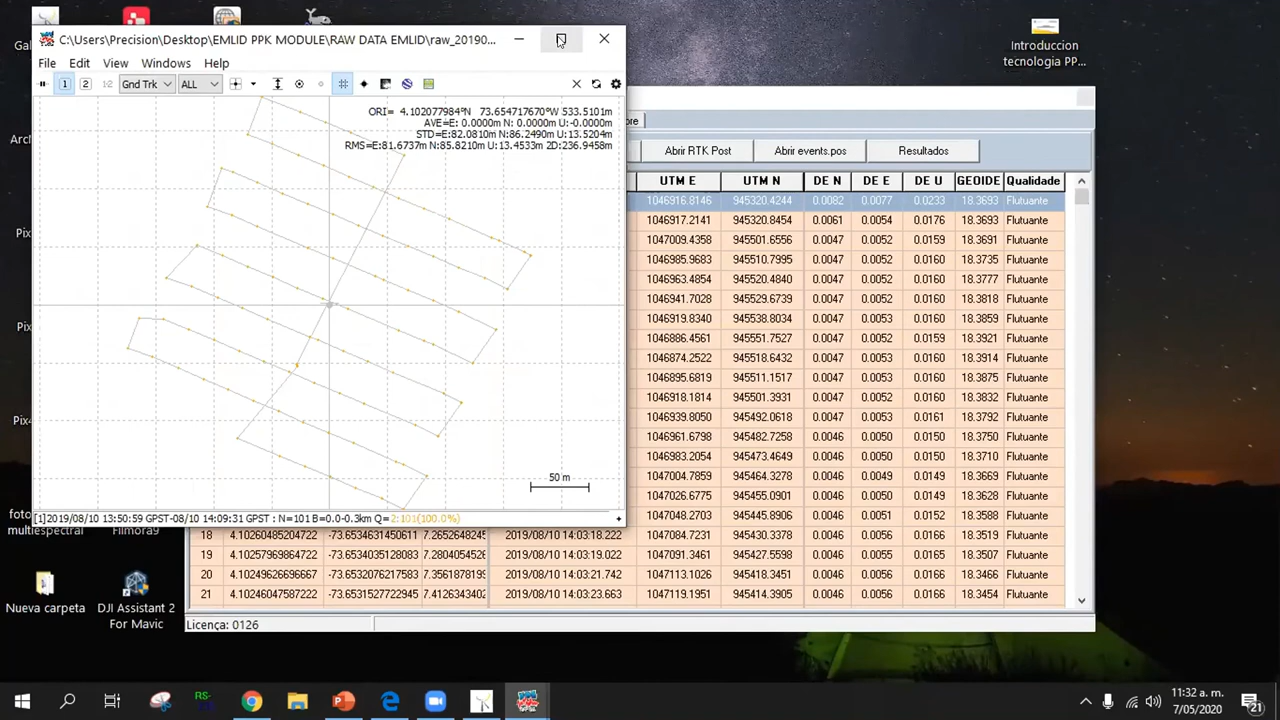 C:\Users\Precision\Desktop\EMLID PPK MODULE\RAW DATA EMLID\raw_20190...
File Edit View Windows Help
1 2 Gnd Trk ALL
ORI= 4.102077984°N 73.654717670°W 533.5101m
AVE=E: 0.0000m N: 0.0000m U:-0.0000m
STD=E:82.0810m N:86.2490m U:13.5204m
RMS=E:81.6737m N:85.8210m U:13.4533m 2D:236.9458m
50 m
[1]2019/08/10 13:50:59 GPST-08/10 14:09:31 GPST : N=101 B=0.0-0.3km Q=2:101(100.0%)
Introduccion
tecnologia PP...
Abrir RTK Post Abrir events.pos Resultados
UTM E UTM N DE N DE E DE U GEOIDE Qualidade
1046916.8146 945320.4244 0.0082 0.0077 0.0233 18.3693 Flutuante
1046917.2141 945320.8454 0.0061 0.0054 0.0176 18.3693 Flutuante
1047009.4358 945501.6556 0.0047 0.0052 0.0159 18.3691 Flutuante
1046985.9683 945510.7995 0.0047 0.0052 0.0160 18.3735 Flutuante
1046963.4854 945520.4840 0.0047 0.0052 0.0160 18.3777 Flutuante
1046941.7028 945529.6739 0.0047 0.0052 0.0160 18.3818 Flutuante
1046919.8340 945538.8034 0.0047 0.0052 0.0160 18.3859 Flutuante
1046886.4561 945551.7527 0.0047 0.0052 0.0160 18.3921 Flutuante
1046874.2522 945518.6432 0.0047 0.0053 0.0160 18.3914 Flutuante
1046895.6819 945511.1517 0.0047 0.0053 0.0160 18.3875 Flutuante
1046918.1814 945501.3931 0.0047 0.0052 0.0160 18.3832 Flutuante
1046939.8050 945492.0618 0.0047 0.0053 0.0161 18.3792 Flutuante
1046961.6798 945482.7258 0.0046 0.0050 0.0150 18.3750 Flutuante
1046983.2054 945473.4649 0.0046 0.0050 0.0150 18.3710 Flutuante
1047004.7859 945464.3278 0.0046 0.0049 0.0149 18.3669 Flutuante
1047026.6775 945455.0901 0.0046 0.0050 0.0149 18.3628 Flutuante
1047048.2703 945445.8906 0.0046 0.0051 0.0152 18.3588 Flutuante
18 4.10260485204722 -73.6534631450611 7.2652648245 2019/08/10 14:03:18.222 1047084.7231 945430.3378 0.0046 0.0056 0.0165 18.3519 Flutuante
19 4.10257969864722 -73.6534035128083 7.2804054526 2019/08/10 14:03:19.022 1047091.3461 945427.5598 0.0045 0.0055 0.0165 18.3507 Flutuante
20 4.10249626696667 -73.6532076217583 7.3561878195 2019/08/10 14:03:21.742 1047113.1026 945418.3451 0.0046 0.0056 0.0166 18.3466 Flutuante
21 4.10246047587222 -73.6531527722945 7.4126343402 2019/08/10 14:03:23.663 1047119.1951 945414.3905 0.0046 0.0055 0.0166 18.3454 Flutuante
Licença: 0126
foto
multiespectral
Filmora9
Nueva carpeta
DJI Assistant 2
For Mavic
RS-
11:32 a. m.
7/05/2020
21